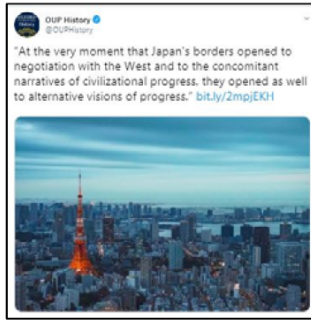 OUP History
@OUPHistory
"At the very moment that Japan's borders opened to
negotiation with the West and to the concomitant
narratives of civilizational progress, they opened as well
to alternative visions of progress." bit.ly/2mpjEKH